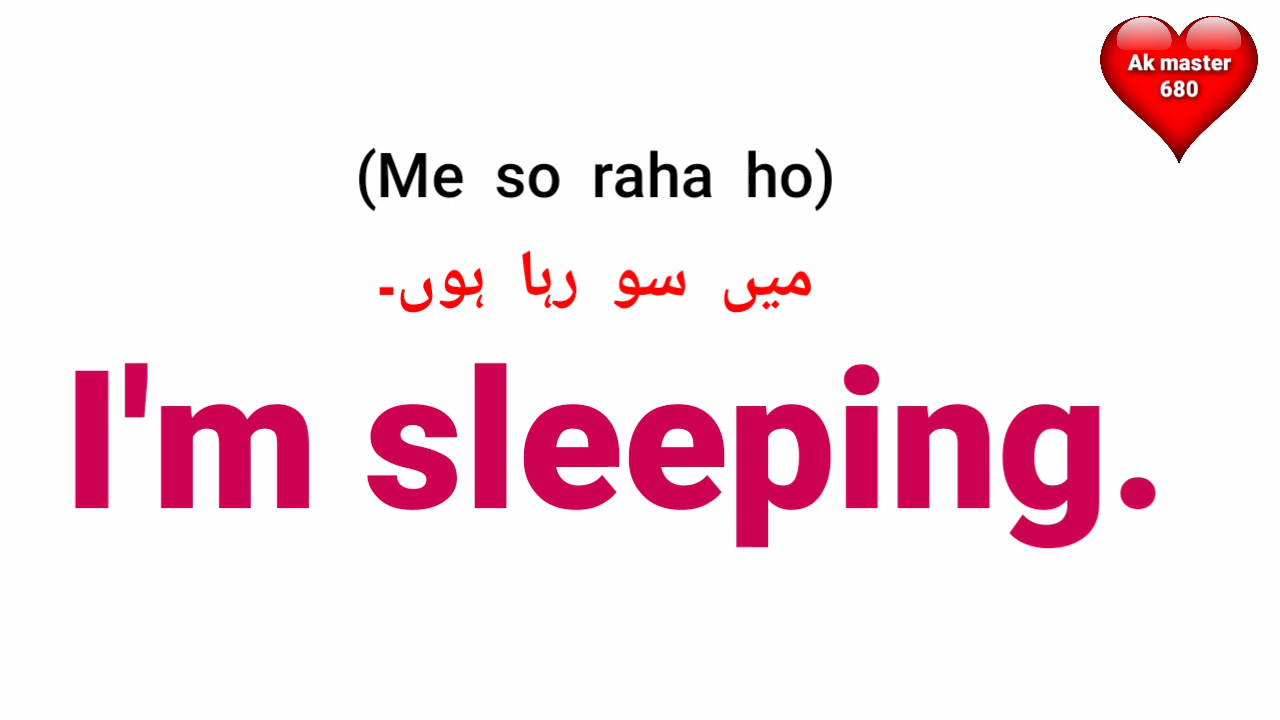 Ak master
680
(Me so raha ho)
میں سو رہا ہوں۔
I'm sleeping.